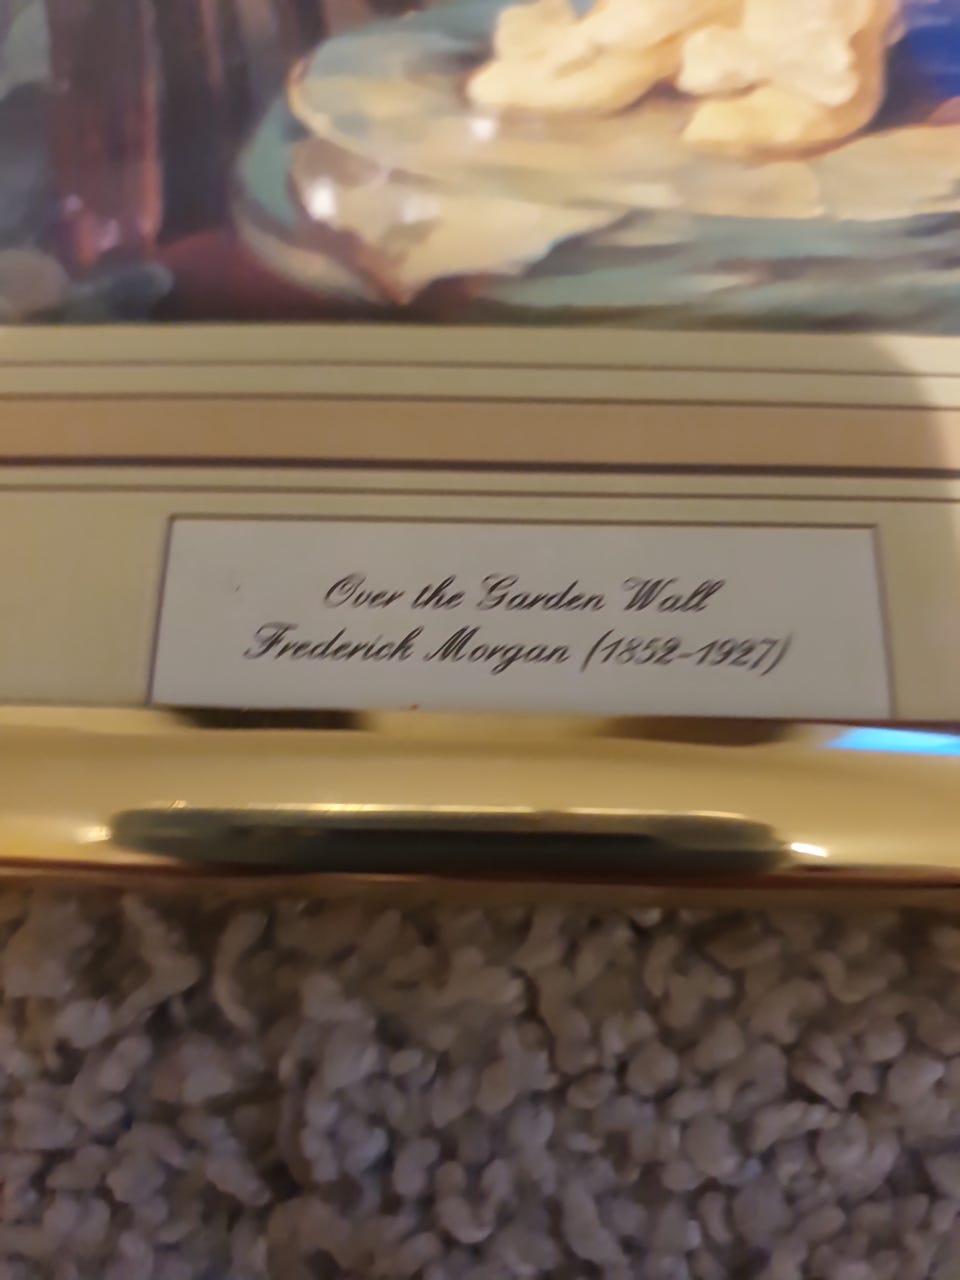 Over the Garden Wall
Frederick Morgan (1852-1927)